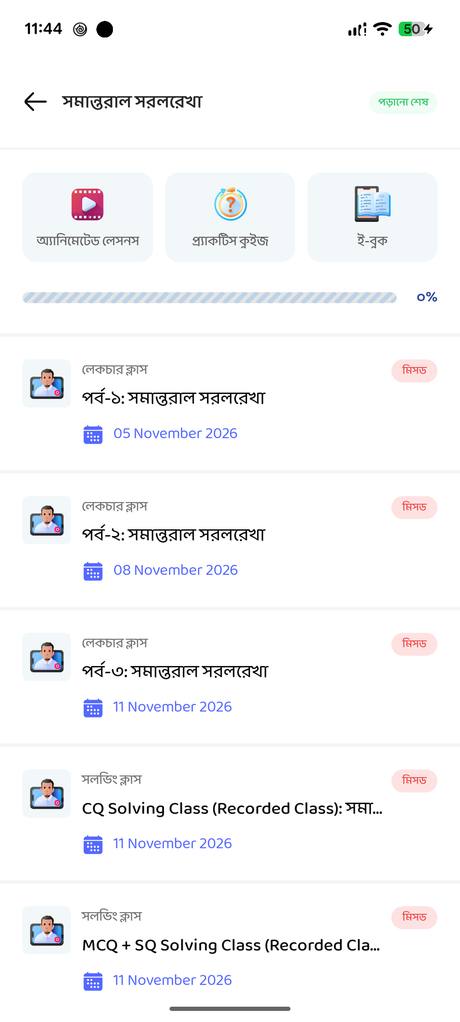 11:44
50
সমান্তরাল সরলরেখা
পড়ানো শেষ
অ্যানিমেটেড লেসনস
প্র্যাকটিস কুইজ
ই-বুক
০%
লেকচার ক্লাস
মিসড
পর্ব-১: সমান্তরাল সরলরেখা
05 November 2026
লেকচার ক্লাস
মিসড
পর্ব-২: সমান্তরাল সরলরেখা
08 November 2026
লেকচার ক্লাস
মিসড
পর্ব-৩: সমান্তরাল সরলরেখা
11 November 2026
সলভিং ক্লাস
মিসড
CQ Solving Class (Recorded Class): সমা...
11 November 2026
সলভিং ক্লাস
মিসড
MCQ + SQ Solving Class (Recorded Cla...
11 November 2026